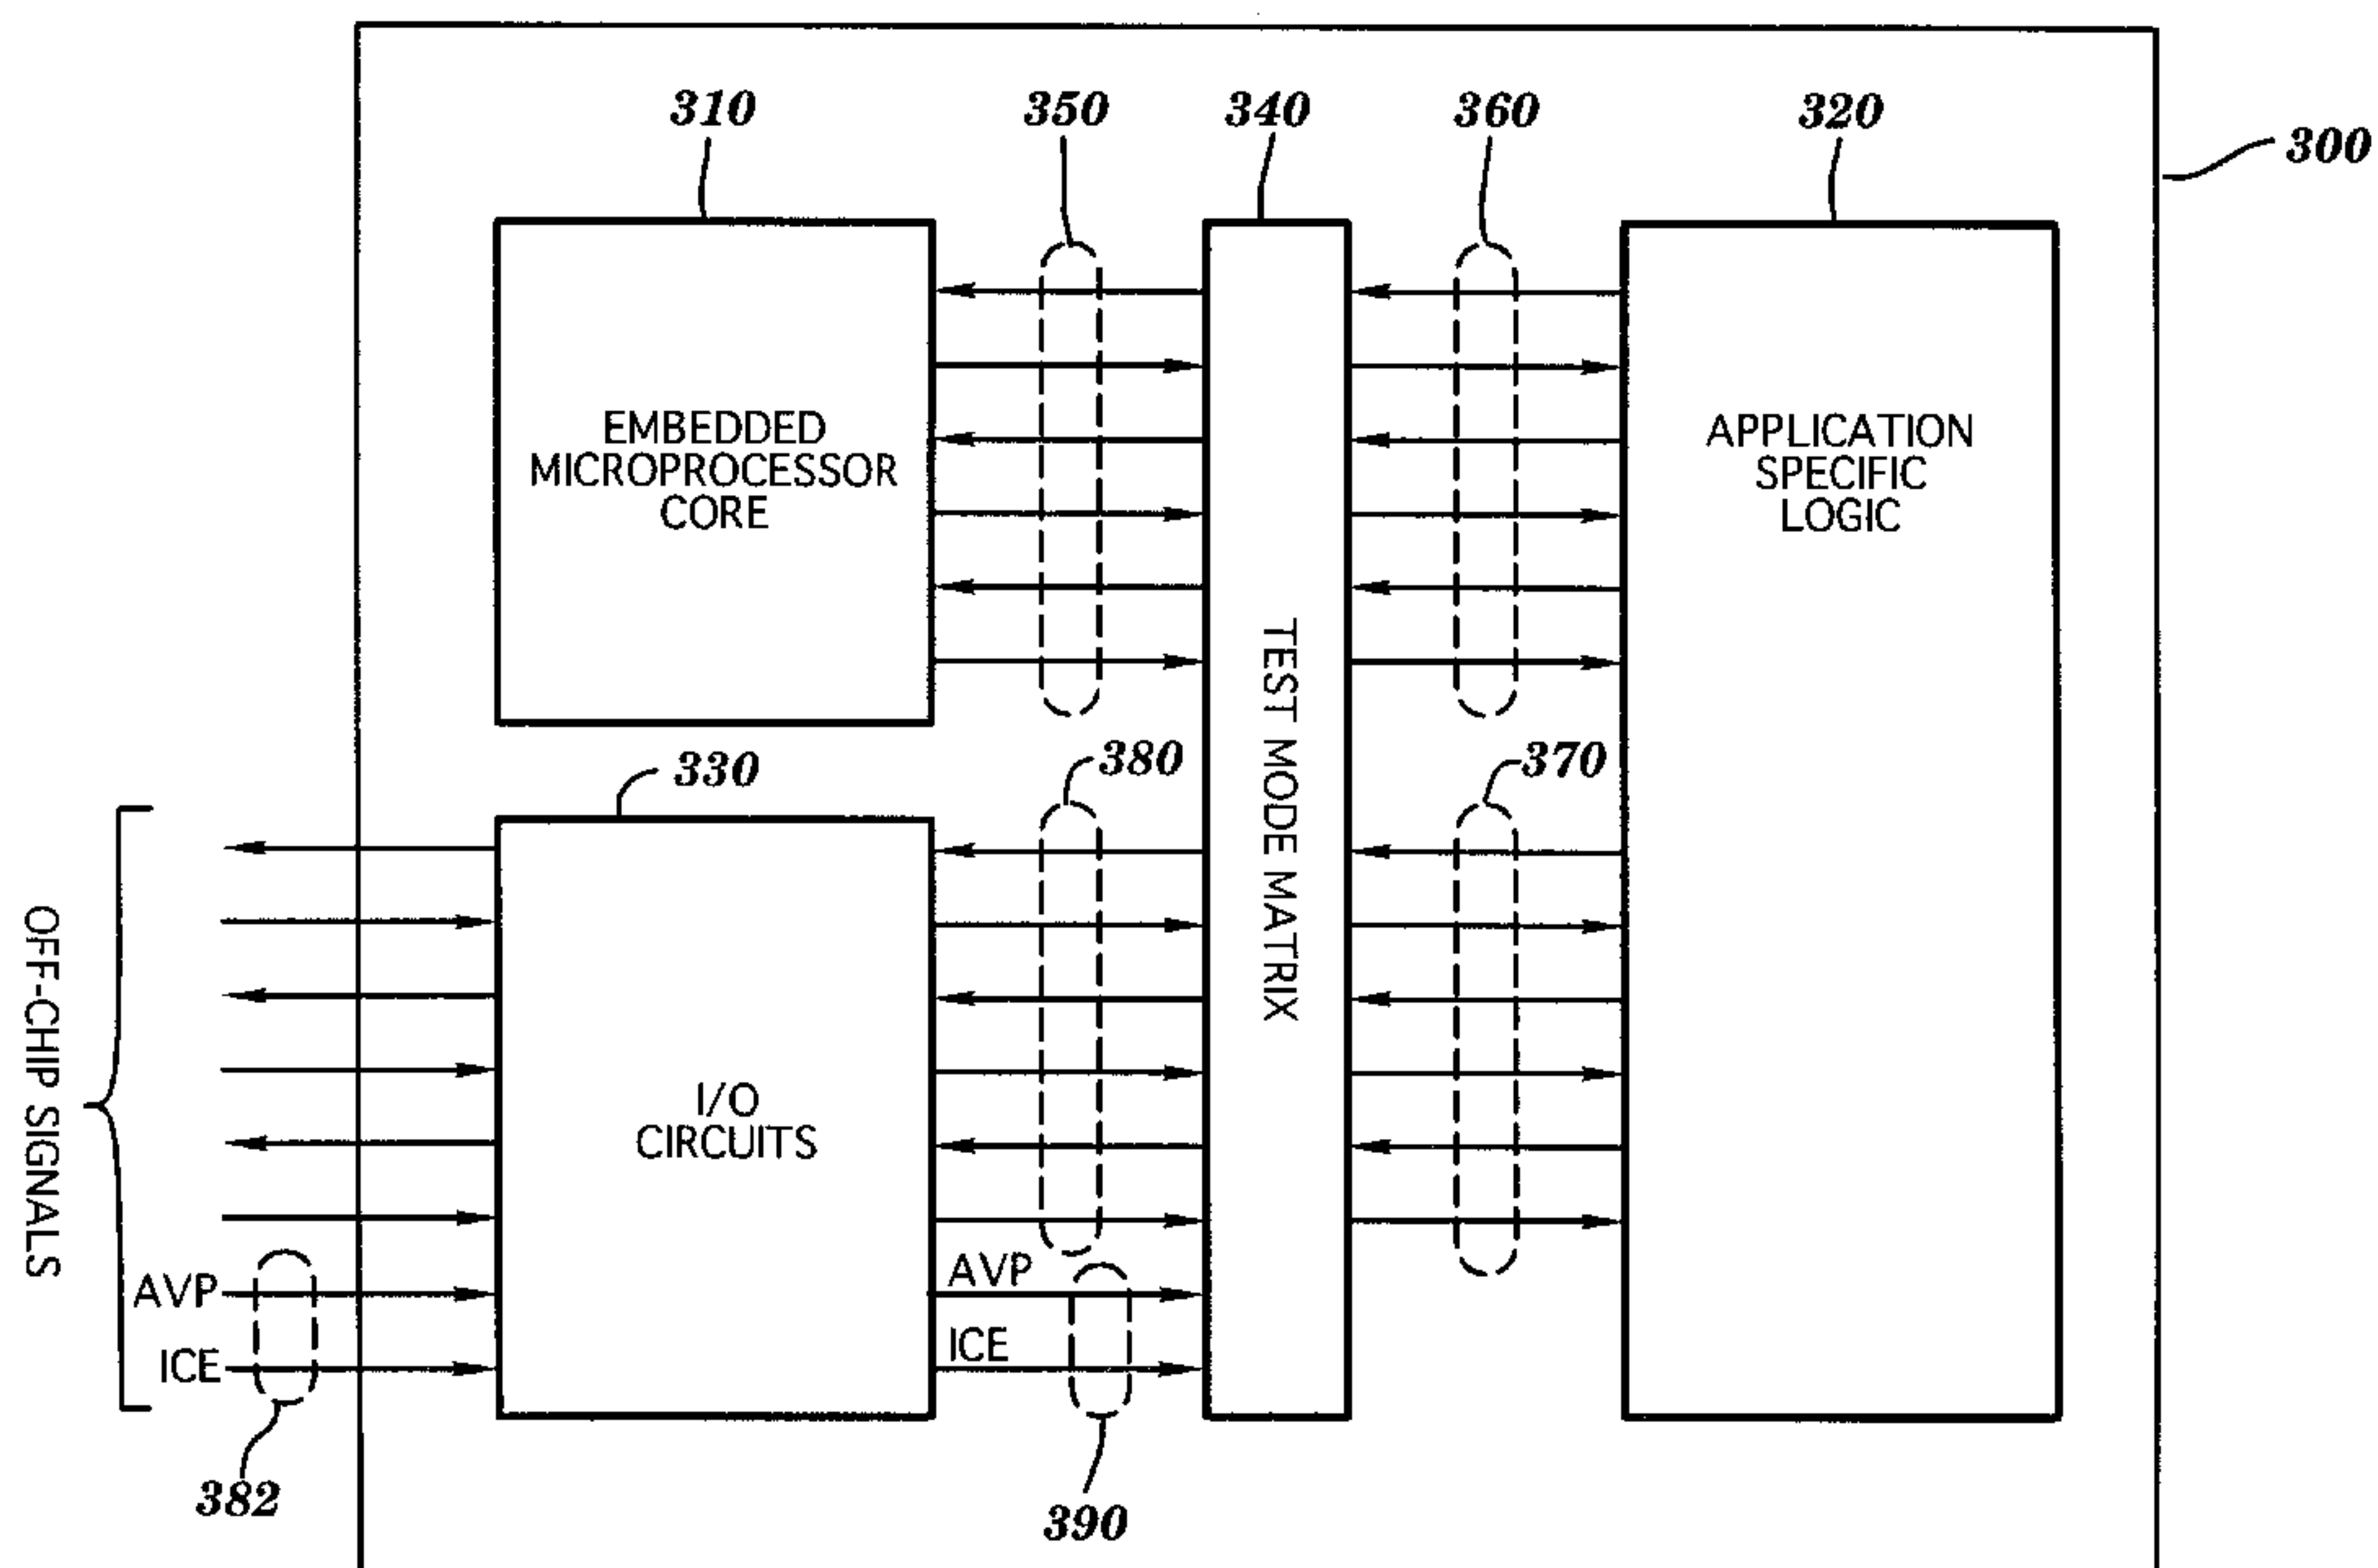 310
350
340
360
320
300
EMBEDDED
MICROPROCESSOR
CORE
APPLICATION
SPECIFIC
LOGIC
TEST MODE MATRIX
330
380
370
OFF-CHIP SIGNALS
I/O
CIRCUITS
AVP
ICE
AVP
ICE
382
390